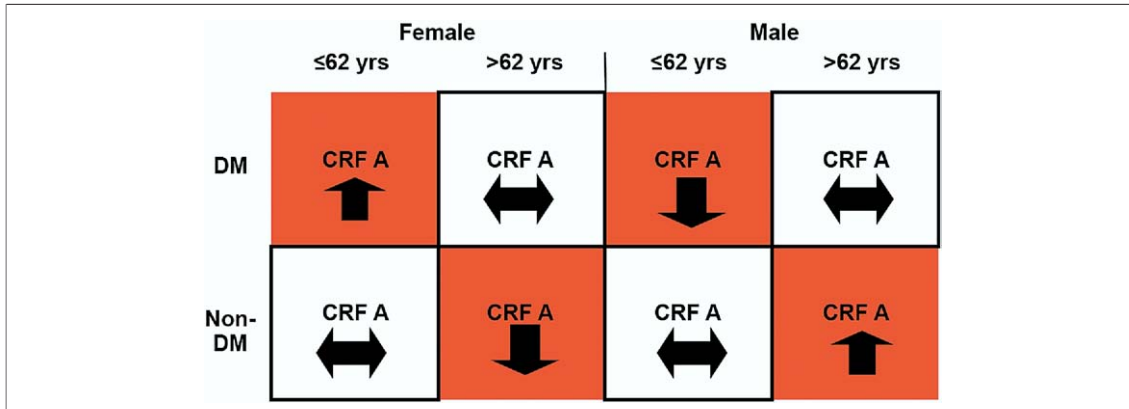 Female Male
≤62 yrs >62 yrs ≤62 yrs >62 yrs
DM CRF A CRF A CRF A CRF A
Non-
DM CRF A CRF A CRF A CRF A